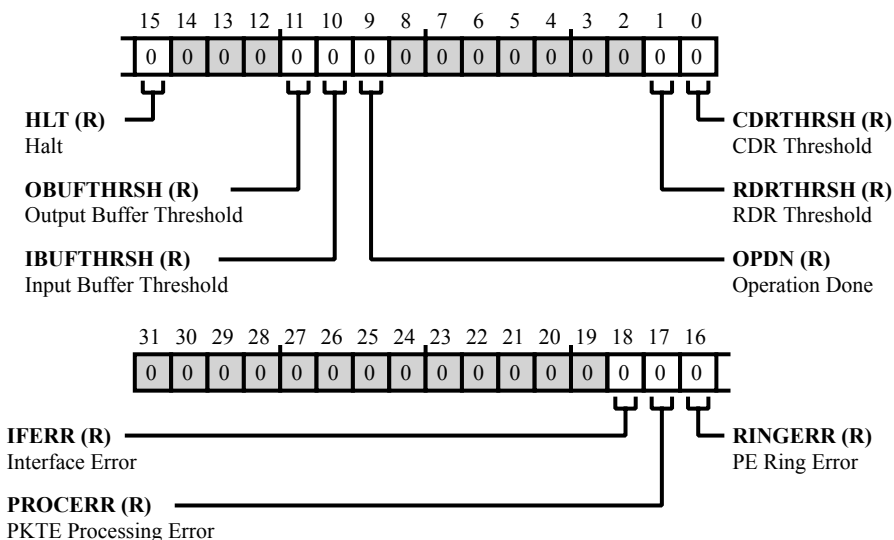 15 14 13 12 11 10 9 8 7 6 5 4 3 2 1 0
0 0 0 0 0 0 0 0 0 0 0 0 0 0 0 0
HLT (R)
Halt
OBUFTHRSH (R)
Output Buffer Threshold
IBUFTHRSH (R)
Input Buffer Threshold
CDRTHRSH (R)
CDR Threshold
RDRTHRSH (R)
RDR Threshold
OPDN (R)
Operation Done
31 30 29 28 27 26 25 24 23 22 21 20 19 18 17 16
0 0 0 0 0 0 0 0 0 0 0 0 0 0 0 0
IFERR (R)
Interface Error
PROCERR (R)
PKTE Processing Error
RINGERR (R)
PE Ring Error